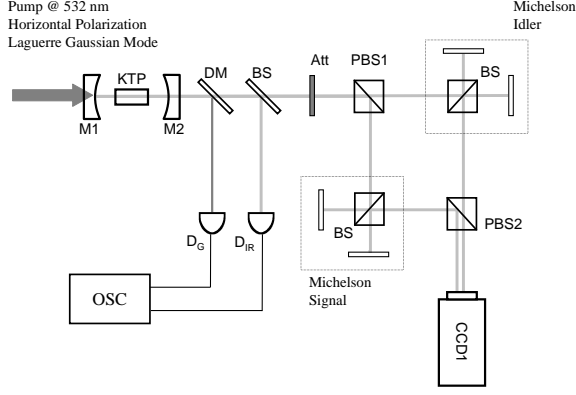 Pump @ 532 nm
Horizontal Polarization
Laguerre Gaussian Mode
Michelson
Idler
KTP
DM
BS
Att
PBS1
BS
M1
M2
BS
PBS2
D_G
D_IR
Michelson
Signal
OSC
CCD1